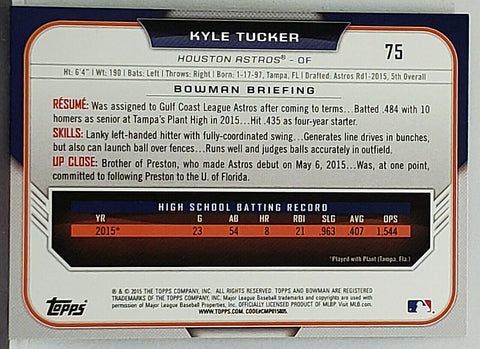 KYLE TUCKER
75
HOUSTON ASTROS® - OF
Ht: 6'4" | Wt: 190 | Bats: Left | Throws: Right | Born: 1-17-97, Tampa, FL | Drafted: Astros Rd1-2015, 5th Overall
BOWMAN BRIEFING
RÉSUMÉ: Was assigned to Gulf Coast League Astros after coming to terms...Batted .484 with 10
homers as senior at Tampa's Plant High in 2015...Hit .435 as four-year starter.
SKILLS: Lanky left-handed hitter with fully-coordinated swing...Generates line drives in bunches,
but also can launch ball over fences...Runs well and judges balls accurately in outfield.
UP CLOSE: Brother of Preston, who made Astros debut on May 6, 2015...Was, at one point,
committed to following Preston to the U. of Florida.
HIGH SCHOOL BATTING RECORD
YR G AB HR RBI SLG AVG OPS
2015* 23 54 8 21 .963 .407 1.544
*Played with Plant (Tampa, Fla.)
® & © 2015 THE TOPPS COMPANY, INC. ALL RIGHTS RESERVED. TOPPS AND BOWMAN ARE REGISTERED
TRADEMARKS OF THE TOPPS COMPANY, INC. Major League Baseball trademarks and copyrights are used with
permission of Major League Baseball Properties, Inc. OFFICIALLY LICENSED PRODUCT OF MLBP. Visit MLB.com.
WWW.TOPPS.COM. CODE#CMP015805.
Topps